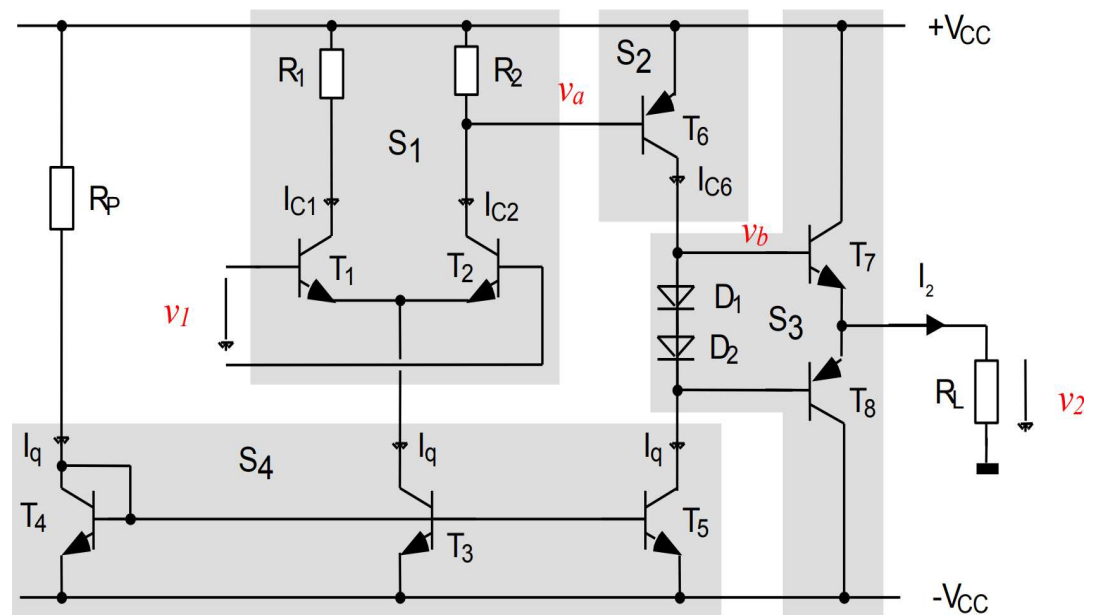 +VCC
R1
R2
S2
va
T6
S1
RP
IC1
IC2
IC6
vb
T1
T2
T7
I2
v1
D1
S3
D2
RL
v2
T8
Iq
S4
Iq
Iq
T4
T3
T5
-VCC